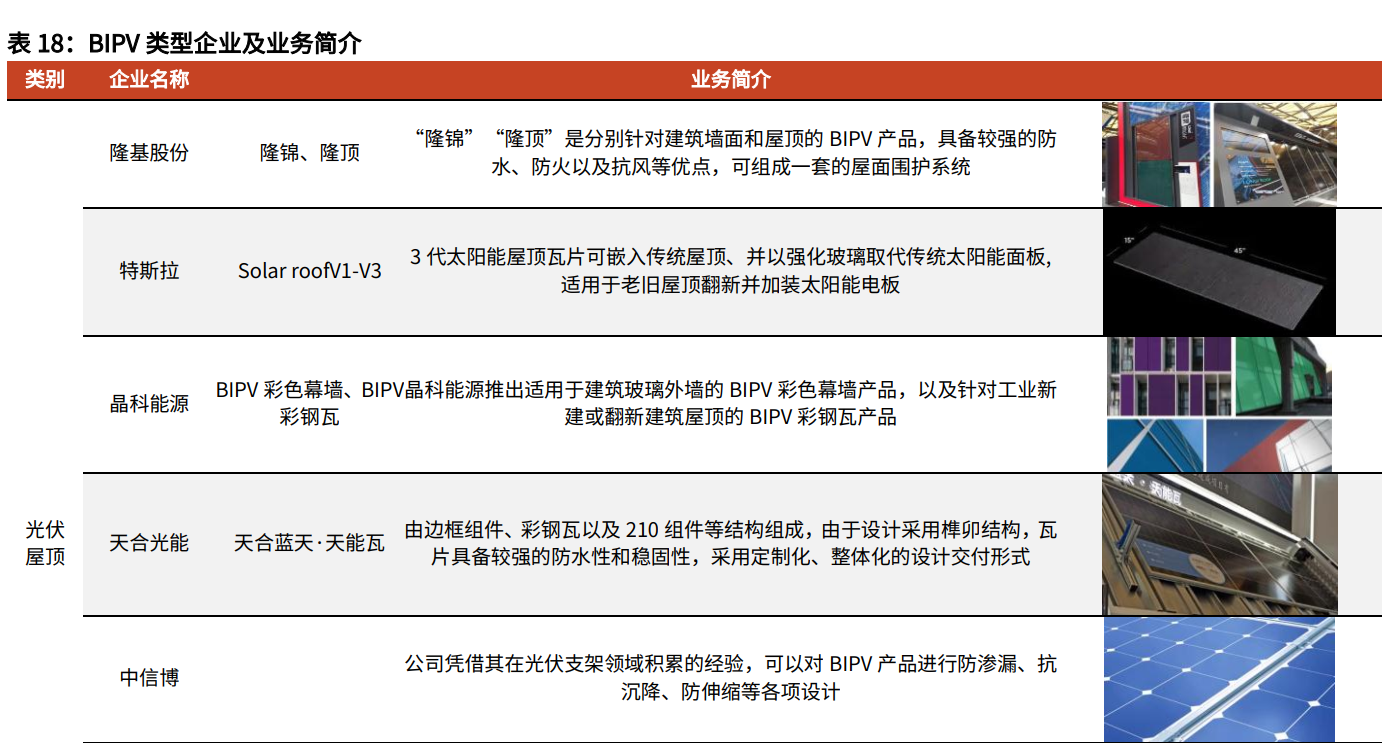 表 18：BIPV 类型企业及业务简介
类别 企业名称 业务简介
隆基股份 隆锦、隆顶
“隆锦”“隆顶”是分别针对建筑墙面和屋顶的 BIPV 产品，具备较强的防
水、防火以及抗风等优点，可组成一套的屋面围护系统
特斯拉 Solar roofV1-V3
3 代太阳能屋顶瓦片可嵌入传统屋顶、并以强化玻璃取代传统太阳能面板，
适用于老旧屋顶翻新并加装太阳能电板
15"
45"
晶科能源
BIPV 彩色幕墙、BIPV
彩钢瓦
晶科能源推出适用于建筑玻璃外墙的 BIPV 彩色幕墙产品，以及针对工业新
建或翻新建筑屋顶的 BIPV 彩钢瓦产品
光伏
屋顶
天合光能 天合蓝天·天能瓦
由边框组件、彩钢瓦以及 210 组件等结构组成，由于设计采用榫卯结构，瓦
片具备较强的防水性和稳固性，采用定制化、整体化的设计交付形式
天·天能瓦
中信博
公司凭借其在光伏支架领域积累的经验，可以对 BIPV 产品进行防渗漏、抗
沉降、防伸缩等各项设计